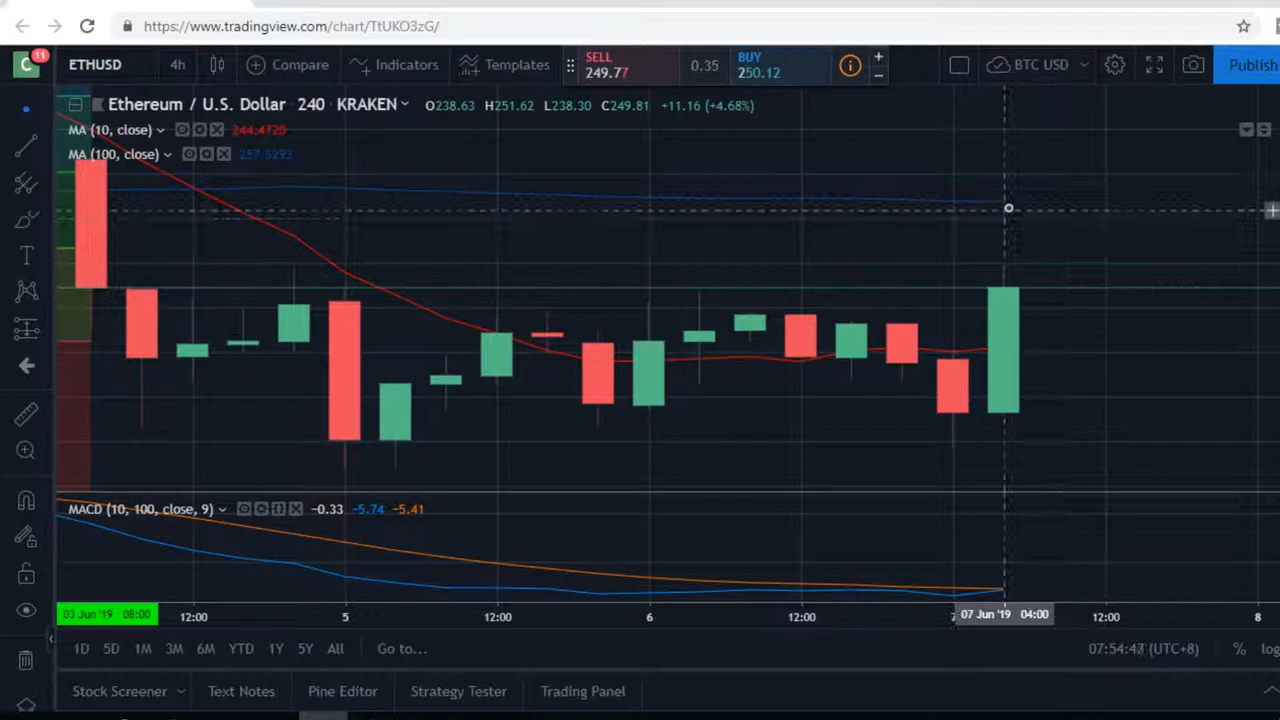 https://www.tradingview.com/chart/TtUKO3zG/
C 11 ETHUSD 4h Compare Indicators Templates SELL 249.77 0.35 BUY 250.12 + − BTC USD Publish
Ethereum / U.S. Dollar 240 KRAKEN O238.63 H251.62 L238.30 C249.81 +11.16 (+4.68%)
MA (10, close) 244.4720
MA (100, close) 257.5293
MACD (10, 100, close, 9) −0.33 −5.74 −5.41
03 Jun '19 08:00 12:00 5 12:00 6 12:00 07 Jun '19 04:00 12:00 8
1D 5D 1M 3M 6M YTD 1Y 5Y All Go to... (UTC+8) % log
Stock Screener Text Notes Pine Editor Strategy Tester Trading Panel